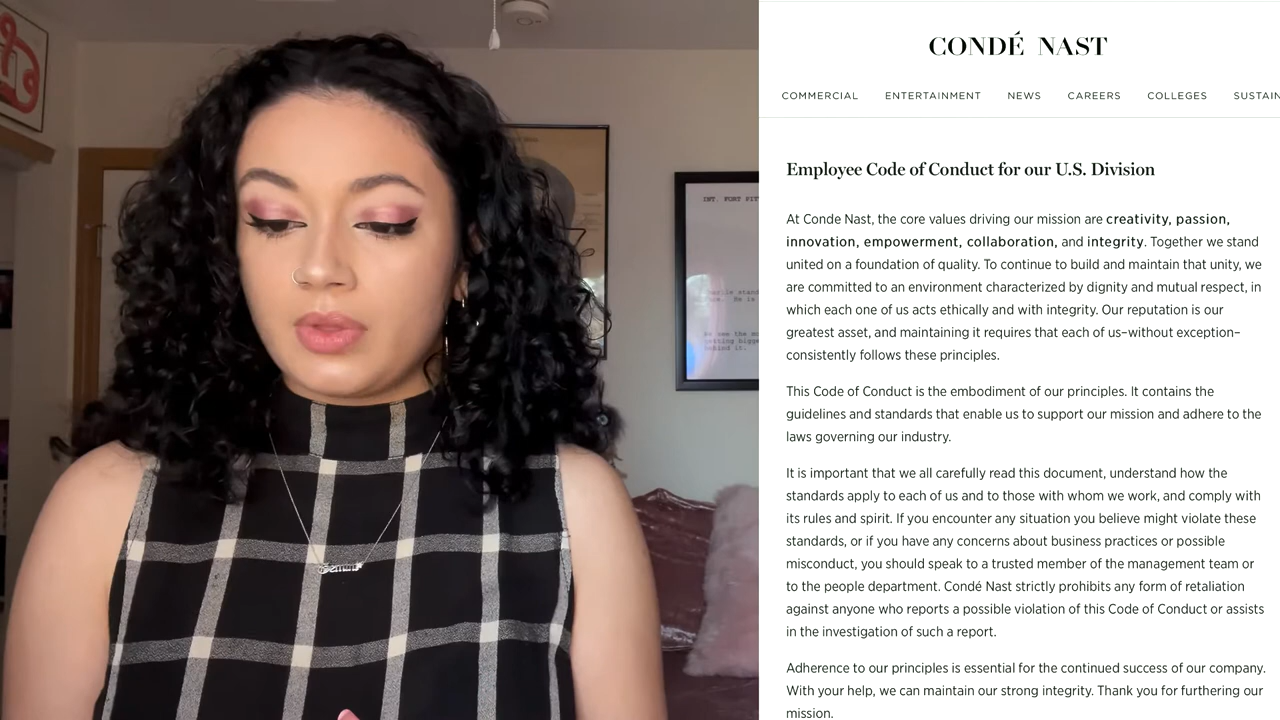 INT. FORT
CONDÉ NAST
COMMERCIAL ENTERTAINMENT NEWS CAREERS COLLEGES
Employee Code of Conduct for our U.S. Division
At Conde Nast, the core values driving our mission are creativity, passion,
innovation, empowerment, collaboration, and integrity. Together we stand
united on a foundation of quality. To continue to build and maintain that unity, we
are committed to an environment characterized by dignity and mutual respect, in
which each one of us acts ethically and with integrity. Our reputation is our
greatest asset, and maintaining it requires that each of us–without exception–
consistently follows these principles.
This Code of Conduct is the embodiment of our principles. It contains the
guidelines and standards that enable us to support our mission and adhere to the
laws governing our industry.
It is important that we all carefully read this document, understand how the
standards apply to each of us and to those with whom we work, and comply with
its rules and spirit. If you encounter any situation you believe might violate these
standards, or if you have any concerns about business practices or possible
misconduct, you should speak to a trusted member of the management team or
to the people department. Condé Nast strictly prohibits any form of retaliation
against anyone who reports a possible violation of this Code of Conduct or assists
in the investigation of such a report.
Adherence to our principles is essential for the continued success of our company.
With your help, we can maintain our strong integrity. Thank you for furthering our
mission.